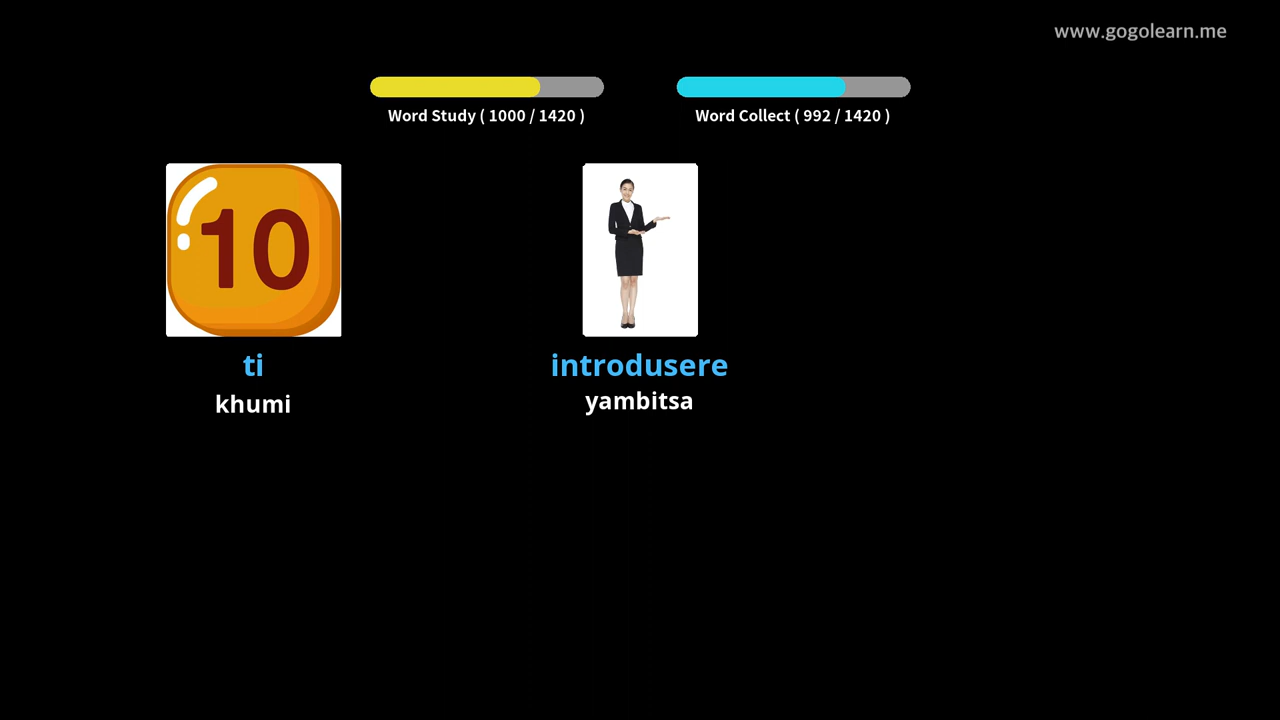 www.gogolearn.me
Word Study ( 1000 / 1420 )
Word Collect ( 992 / 1420 )
10
ti
khumi
introdusere
yambitsa